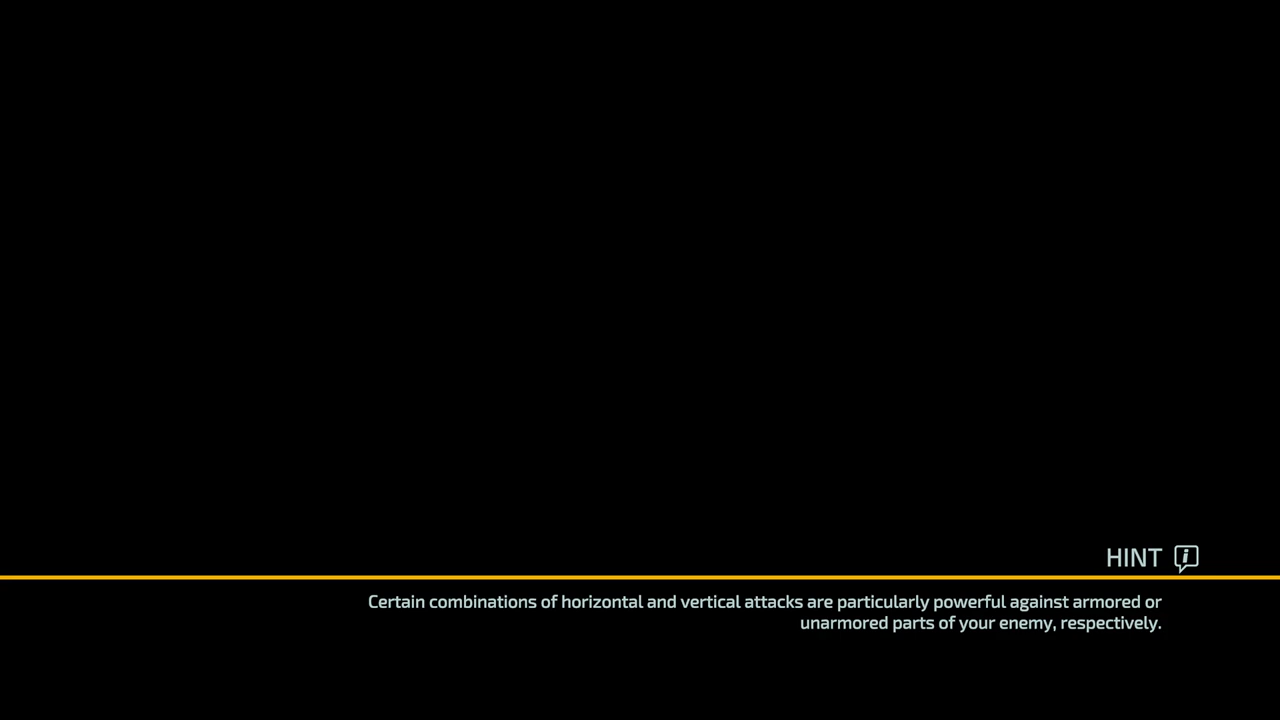 HINT
Certain combinations of horizontal and vertical attacks are particularly powerful against armored or
unarmored parts of your enemy, respectively.